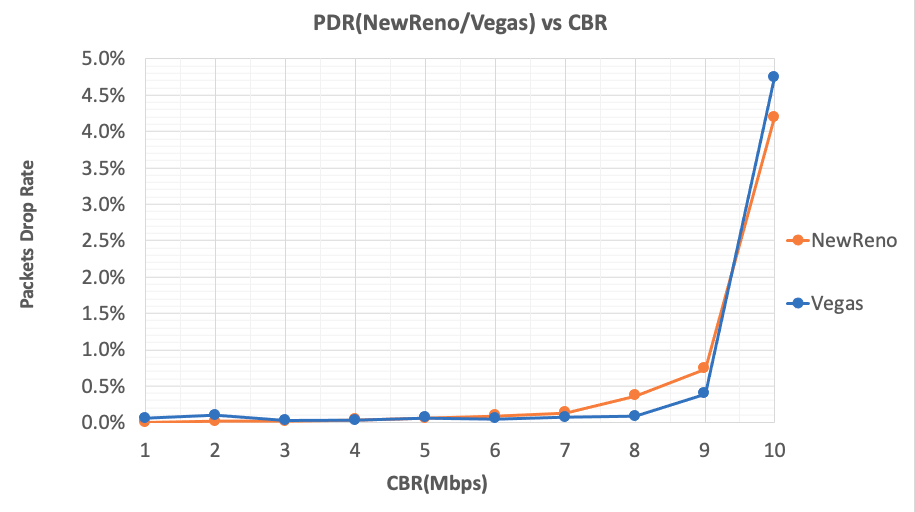 PDR(NewReno/Vegas) vs CBR
5.0%
4.5%
4.0%
3.5%
3.0%
2.5%
2.0%
1.5%
1.0%
0.5%
0.0%
Packets Drop Rate
1 2 3 4 5 6 7 8 9 10
CBR(Mbps)
NewReno
Vegas